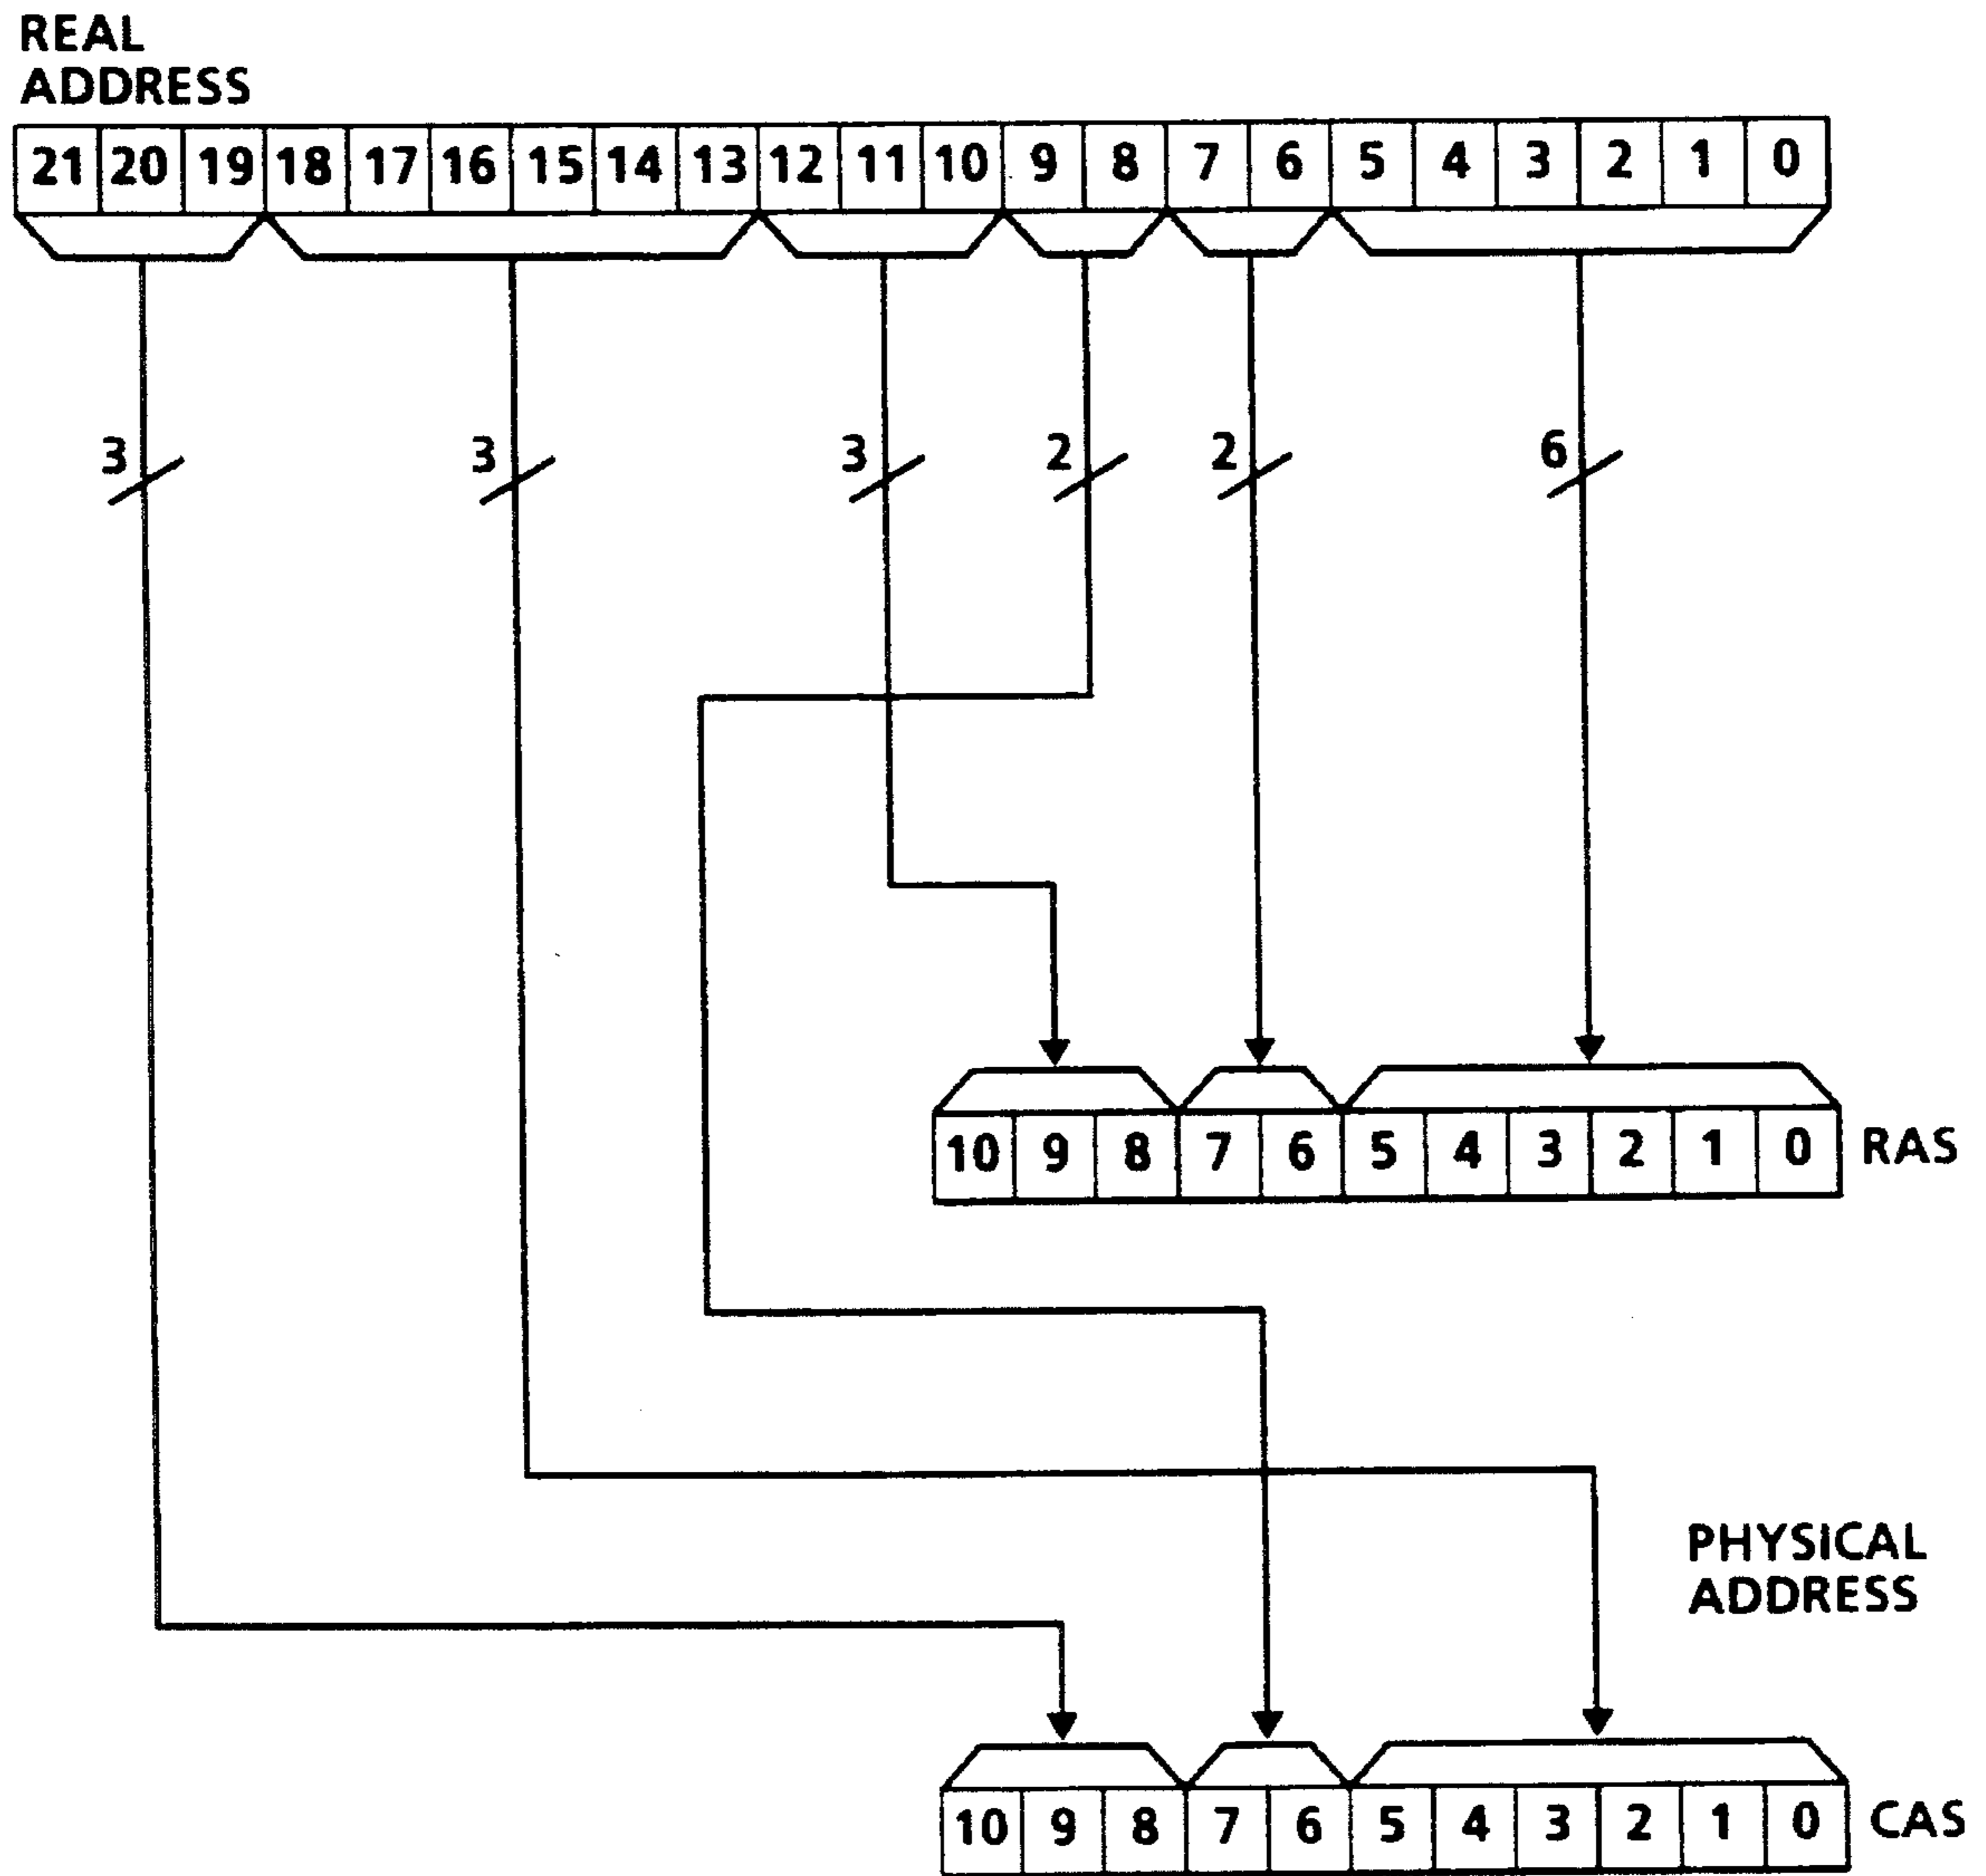 REAL
ADDRESS
21 20 19 18 17 16 15 14 13 12 11 10 9 8 7 6 5 4 3 2 1 0
3 3 3 2 2 6
10 9 8 7 6 5 4 3 2 1 0 RAS
PHYSICAL
ADDRESS
10 9 8 7 6 5 4 3 2 1 0 CAS